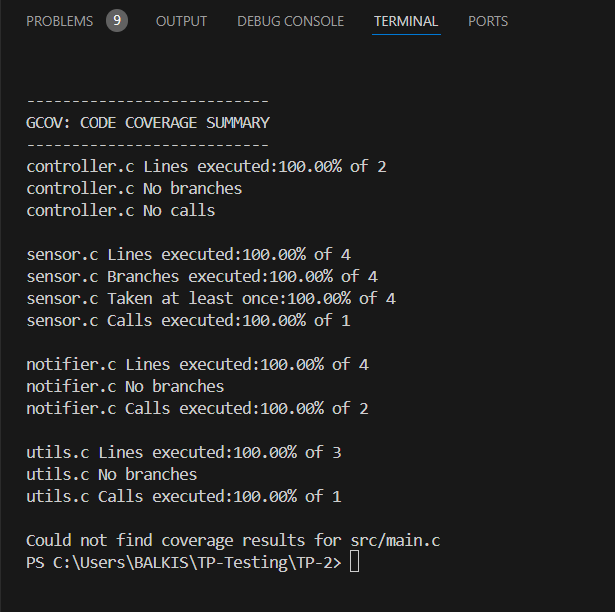 PROBLEMS 9 OUTPUT DEBUG CONSOLE TERMINAL PORTS
---------------------------
GCOV: CODE COVERAGE SUMMARY
---------------------------
controller.c Lines executed:100.00% of 2
controller.c No branches
controller.c No calls
sensor.c Lines executed:100.00% of 4
sensor.c Branches executed:100.00% of 4
sensor.c Taken at least once:100.00% of 4
sensor.c Calls executed:100.00% of 1
notifier.c Lines executed:100.00% of 4
notifier.c No branches
notifier.c Calls executed:100.00% of 2
utils.c Lines executed:100.00% of 3
utils.c No branches
utils.c Calls executed:100.00% of 1
Could not find coverage results for src/main.c
PS C:\Users\BALKIS\TP-Testing\TP-2>